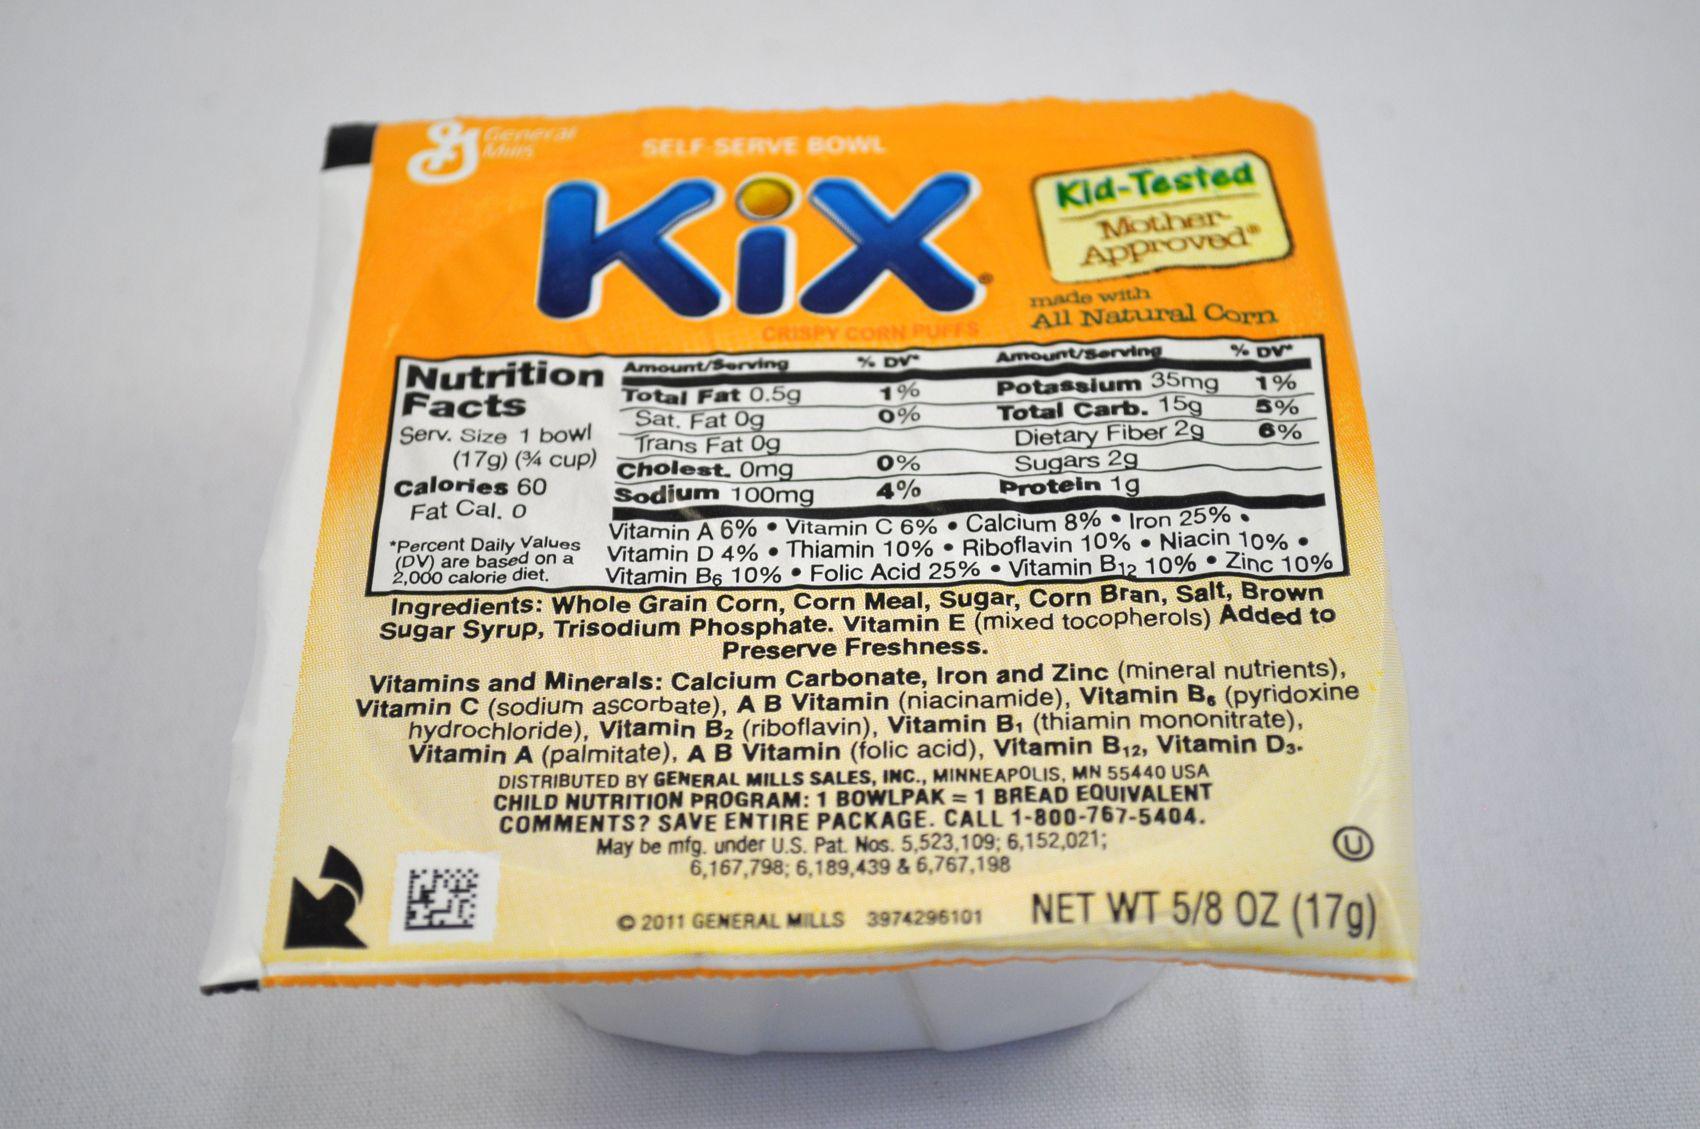 General
Mills
SELF-SERVE BOWL
KiX®
CRISPY CORN PUFFS
Kid-Tested
Mother
Approved®
made with
All Natural Corn
Nutrition
Facts
Serv. Size 1 bowl
(17g) (¾ cup)
Calories 60
Fat Cal. 0
*Percent Daily Values
(DV) are based on a
2,000 calorie diet.
Amount/Serving % DV*
Total Fat 0.5g 1%
Sat. Fat 0g 0%
Trans Fat 0g
Cholest. 0mg 0%
Sodium 100mg 4%
Amount/Serving % DV*
Potassium 35mg 1%
Total Carb. 15g 5%
Dietary Fiber 2g 6%
Sugars 2g
Protein 1g
Vitamin A 6% • Vitamin C 6% • Calcium 8% • Iron 25% •
Vitamin D 4% • Thiamin 10% • Riboflavin 10% • Niacin 10% •
Vitamin B6 10% • Folic Acid 25% • Vitamin B12 10% • Zinc 10%
Ingredients: Whole Grain Corn, Corn Meal, Sugar, Corn Bran, Salt, Brown
Sugar Syrup, Trisodium Phosphate. Vitamin E (mixed tocopherols) Added to
Preserve Freshness.
Vitamins and Minerals: Calcium Carbonate, Iron and Zinc (mineral nutrients),
Vitamin C (sodium ascorbate), A B Vitamin (niacinamide), Vitamin B6 (pyridoxine
hydrochloride), Vitamin B2 (riboflavin), Vitamin B1 (thiamin mononitrate),
Vitamin A (palmitate), A B Vitamin (folic acid), Vitamin B12, Vitamin D3.
DISTRIBUTED BY GENERAL MILLS SALES, INC., MINNEAPOLIS, MN 55440 USA
CHILD NUTRITION PROGRAM: 1 BOWLPAK = 1 BREAD EQUIVALENT
COMMENTS? SAVE ENTIRE PACKAGE. CALL 1-800-767-5404.
May be mfg. under U.S. Pat. Nos. 5,523,109; 6,152,021;
6,167,798; 6,189,439 & 6,767,198
U
© 2011 GENERAL MILLS 3974296101
NET WT 5/8 OZ (17g)